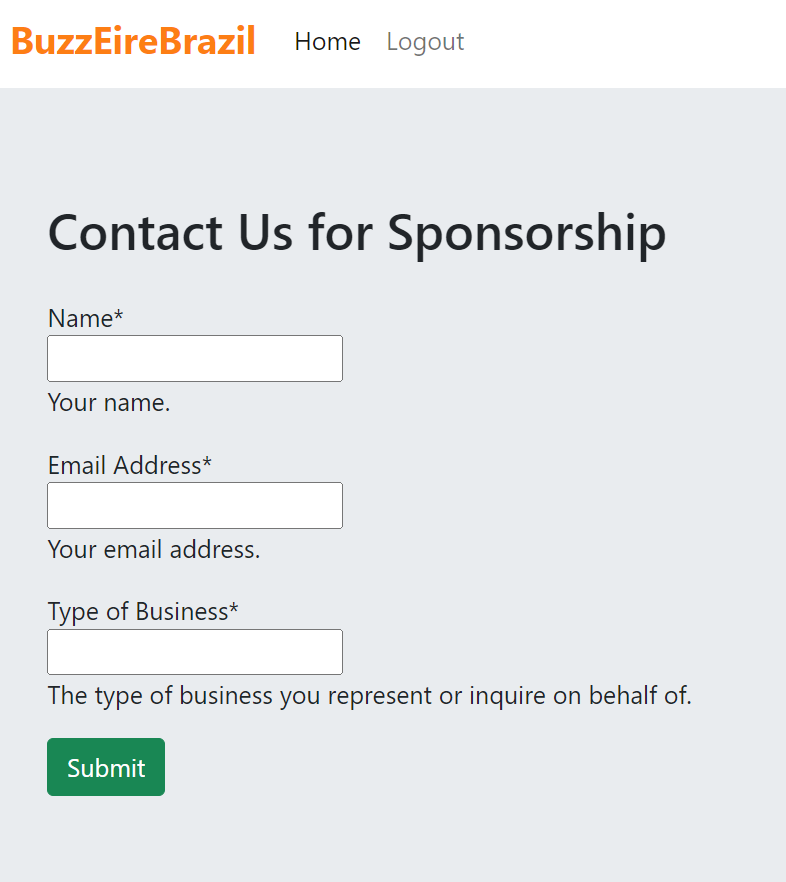 BuzzEireBrazil Home Logout
Contact Us for Sponsorship
Name*
Your name.
Email Address*
Your email address.
Type of Business*
The type of business you represent or inquire on behalf of.
Submit